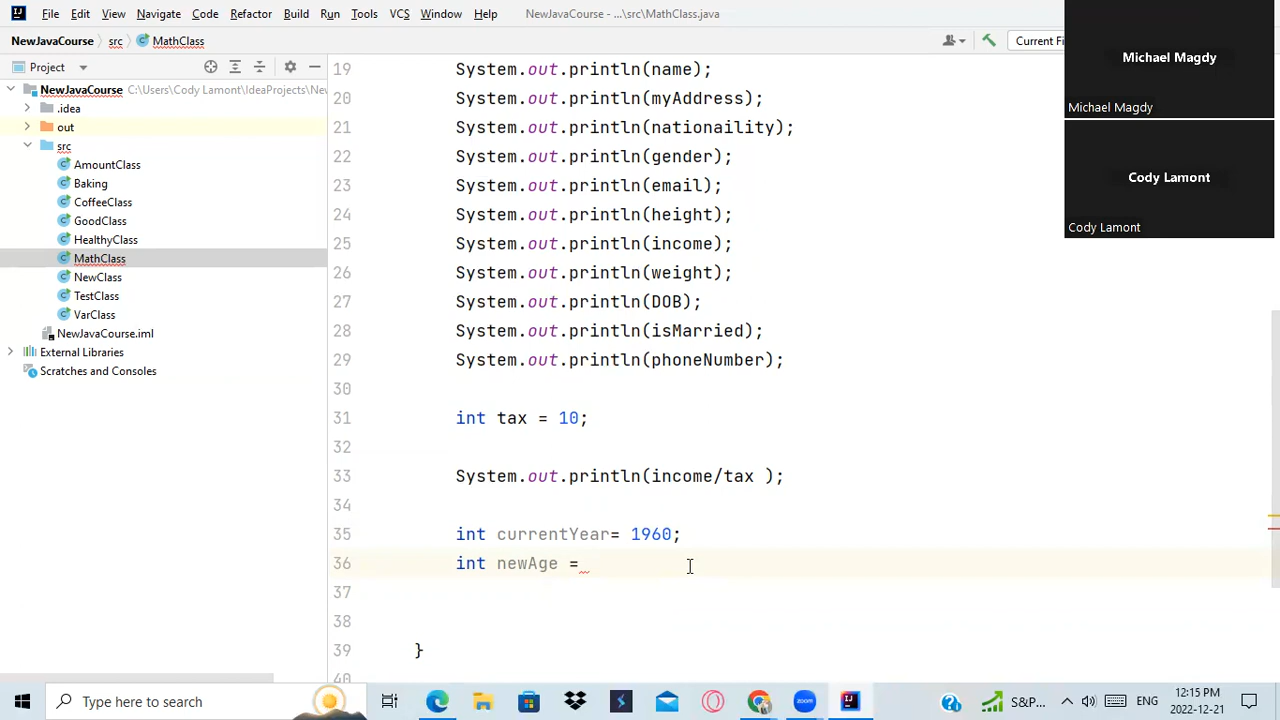 File Edit View Navigate Code Refactor Build Run Tools VCS Window Help NewJavaCourse - ...\src\MathClass.java
NewJavaCourse src MathClass Current Fi
Project
NewJavaCourse C:\Users\Cody Lamont\IdeaProjects\Nev
.idea
out
src
AmountClass
Baking
CoffeeClass
GoodClass
HealthyClass
MathClass
NewClass
TestClass
VarClass
NewJavaCourse.iml
External Libraries
Scratches and Consoles
19 System.out.println(name);
20 System.out.println(myAddress);
21 System.out.println(nationaility);
22 System.out.println(gender);
23 System.out.println(email);
24 System.out.println(height);
25 System.out.println(income);
26 System.out.println(weight);
27 System.out.println(DOB);
28 System.out.println(isMarried);
29 System.out.println(phoneNumber);
30
31 int tax = 10;
32
33 System.out.println(income/tax );
34
35 int currentYear= 1960;
36 int newAge =
37
38
39 }
40
Michael Magdy
Michael Magdy
Cody Lamont
Cody Lamont
Type here to search
S&P... ENG 12:15 PM
2022-12-21